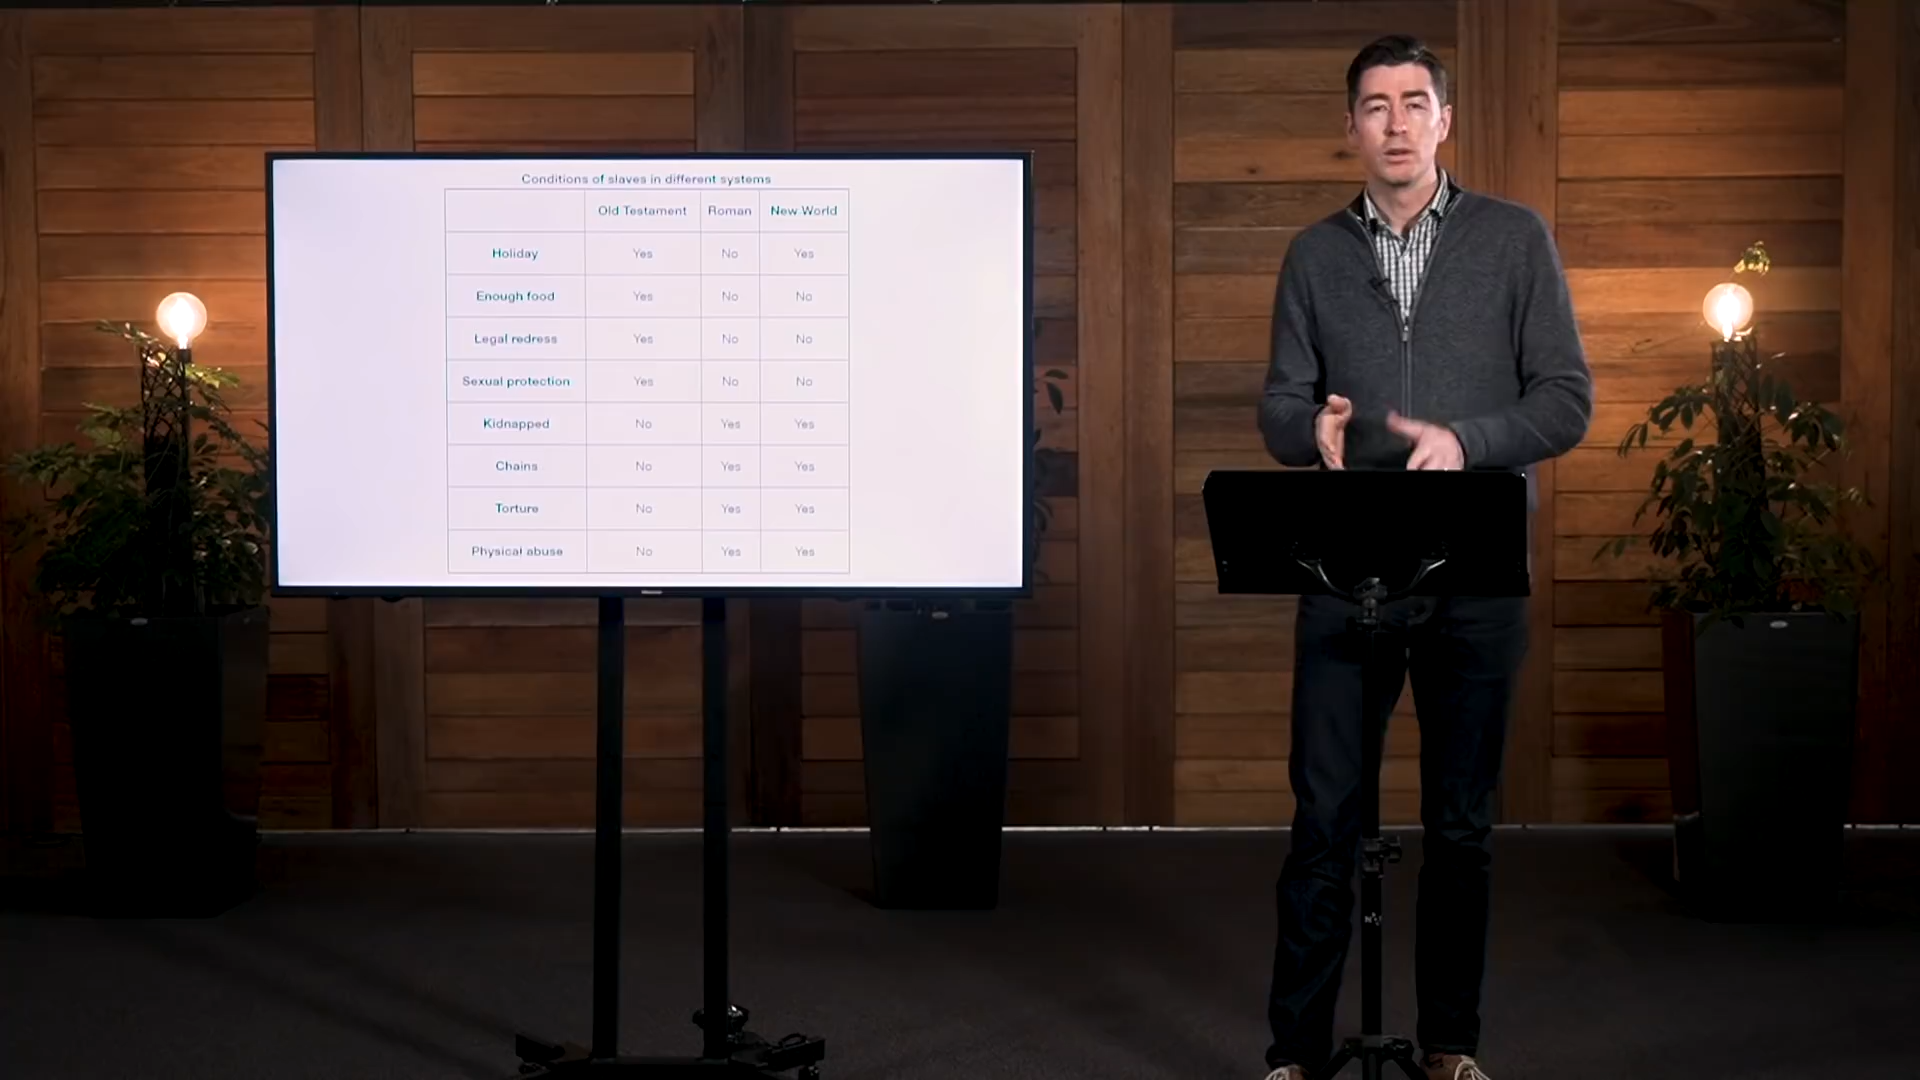 Conditions of slaves in different systems
Old Testament Roman New World
Holiday Yes No Yes
Enough food Yes No No
Legal redress Yes No No
Sexual protection Yes No No
Kidnapped No Yes Yes
Chains No Yes Yes
Torture No Yes Yes
Physical abuse No Yes Yes